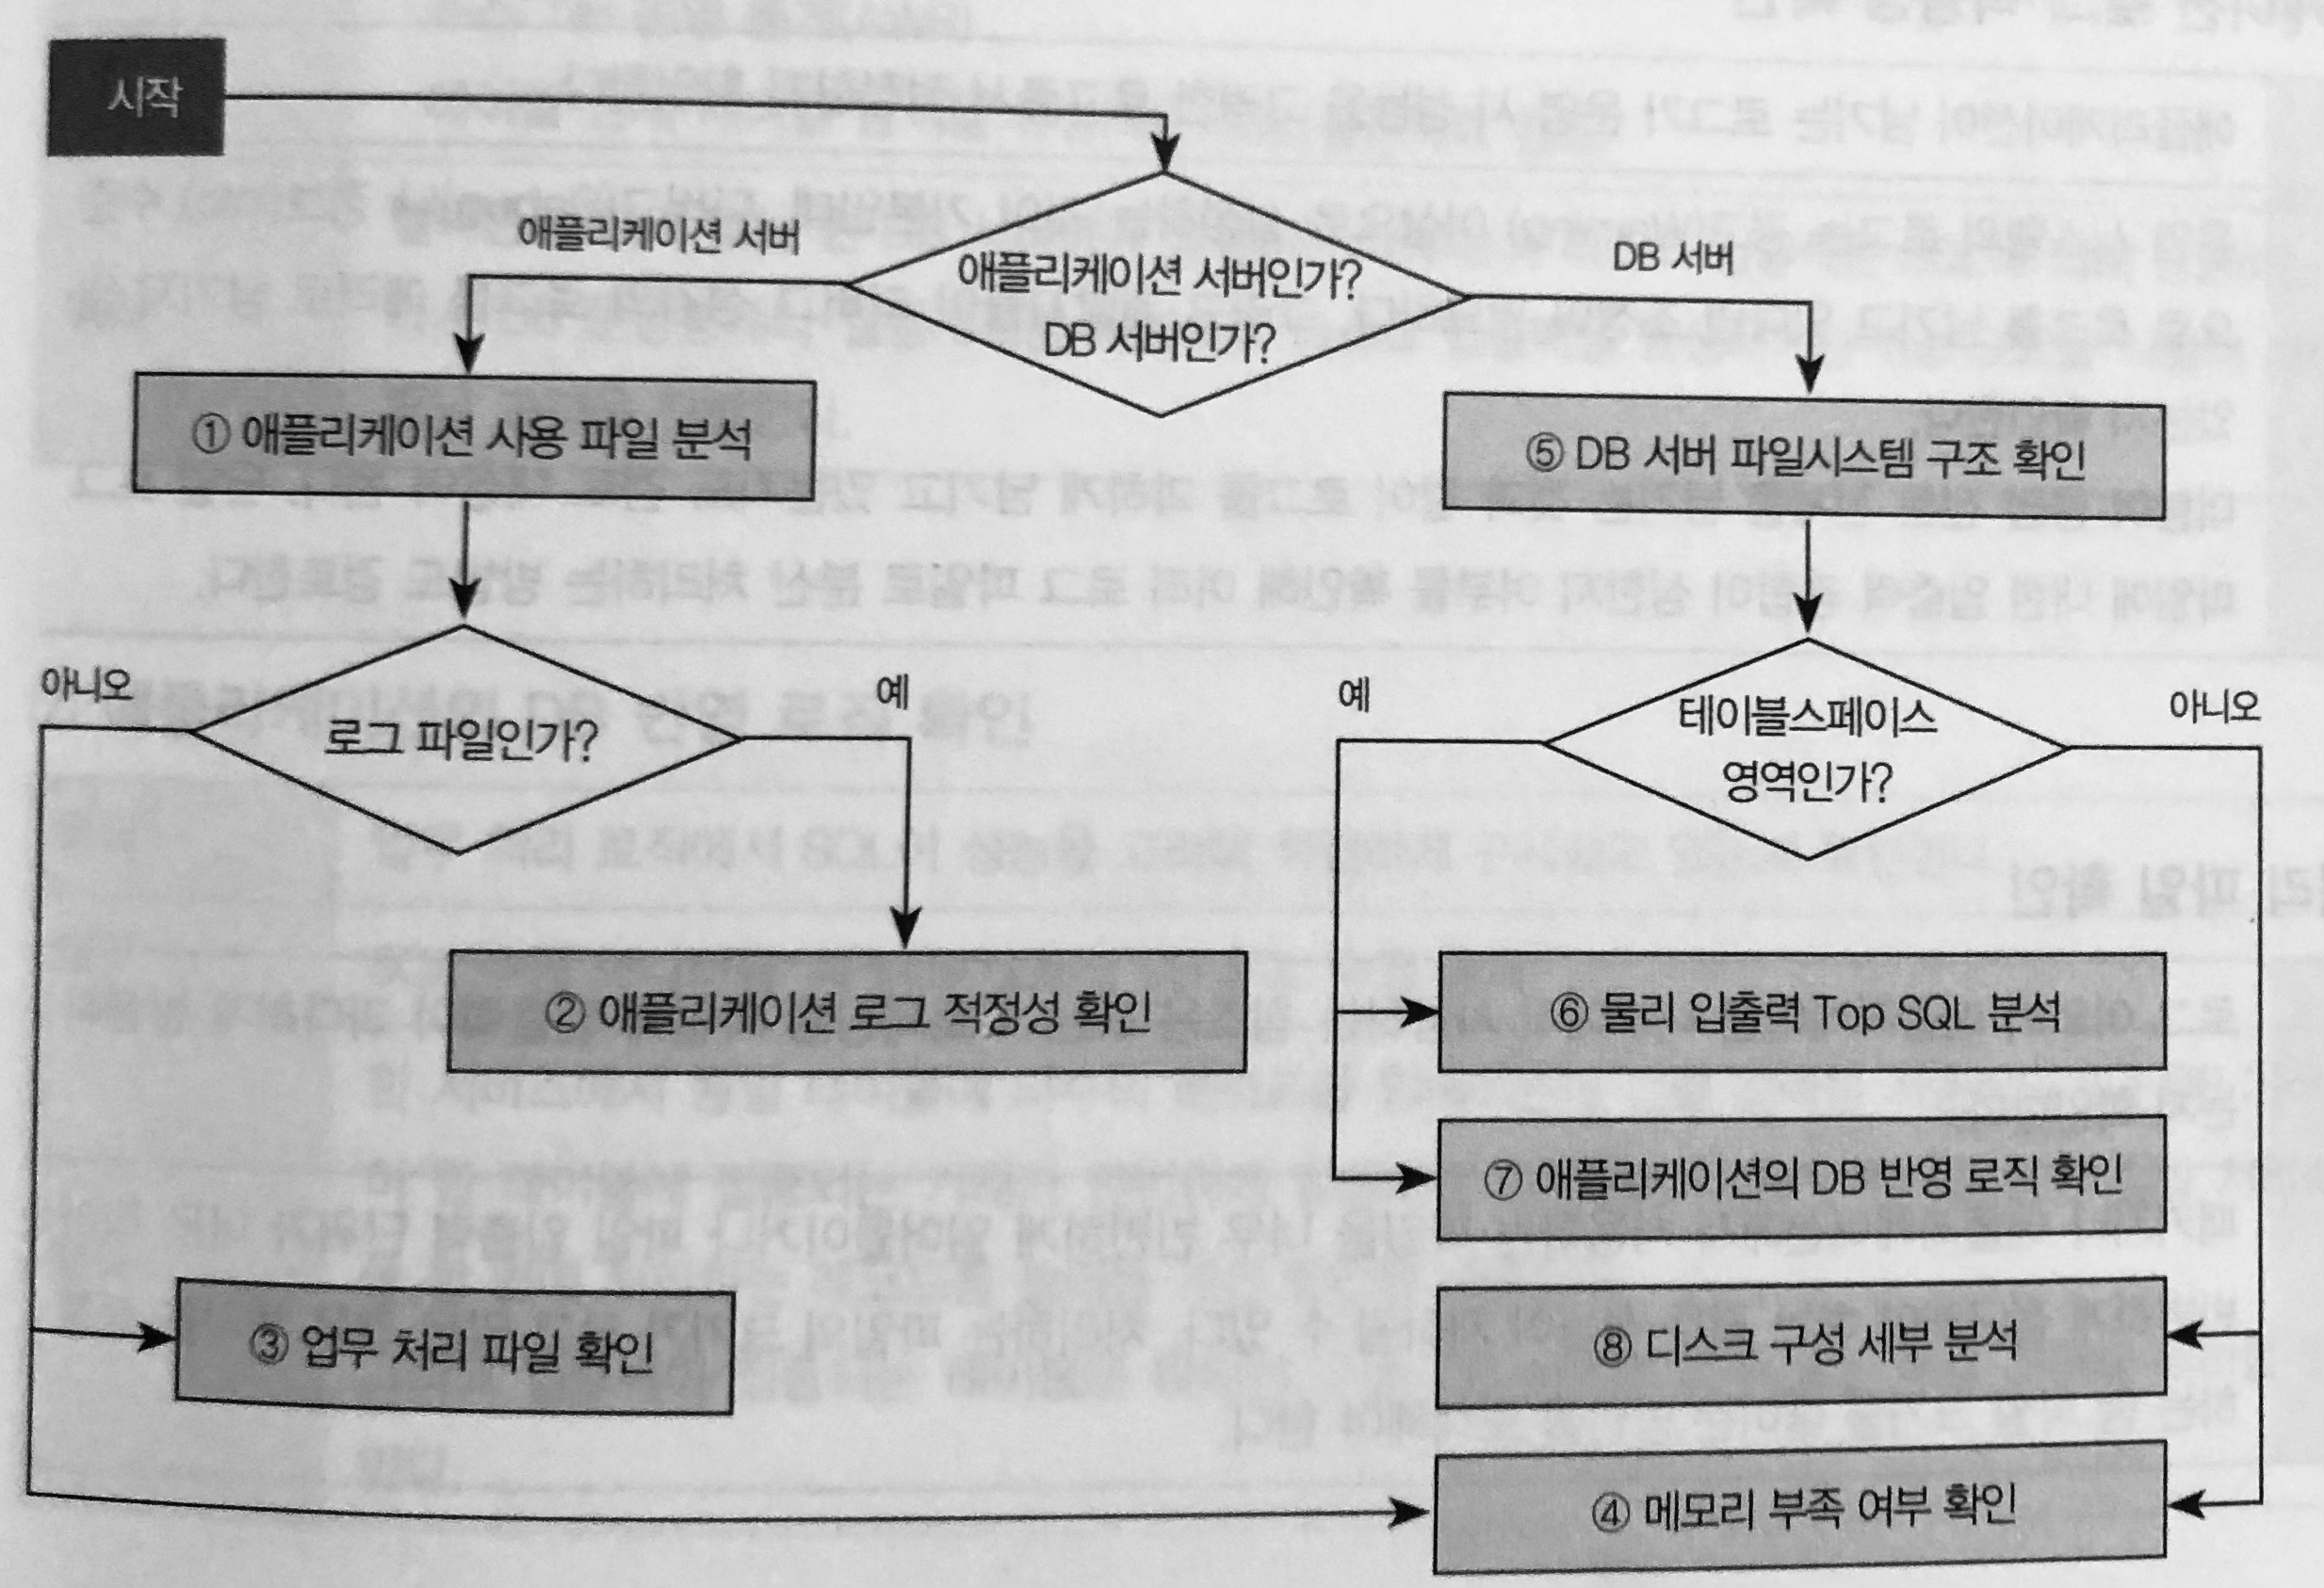 시작
애플리케이션 서버
애플리케이션 서버인가?
DB 서버인가?
DB 서버
① 애플리케이션 사용 파일 분석
⑤ DB 서버 파일시스템 구조 확인
아니오
로그 파일인가?
예
예
테이블스페이스
영역인가?
아니오
② 애플리케이션 로그 적정성 확인
⑥ 물리 입출력 Top SQL 분석
⑦ 애플리케이션의 DB 반영 로직 확인
③ 업무 처리 파일 확인
⑧ 디스크 구성 세부 분석
④ 메모리 부족 여부 확인